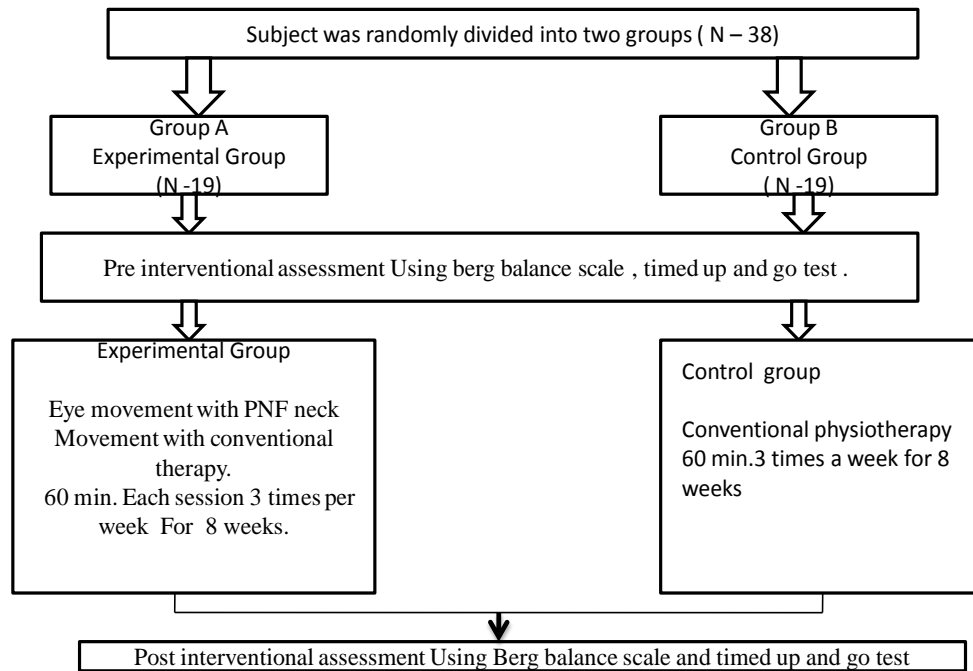 Subject was randomly divided into two groups ( N – 38)
Group A
Experimental Group
(N -19)
Group B
Control Group
( N -19)
Pre interventional assessment Using berg balance scale , timed up and go test .
Experimental Group
Eye movement with PNF neck
Movement with conventional
therapy.
60 min. Each session 3 times per
week For 8 weeks.
Control group
Conventional physiotherapy
60 min.3 times a week for 8
weeks
Post interventional assessment Using Berg balance scale and timed up and go test